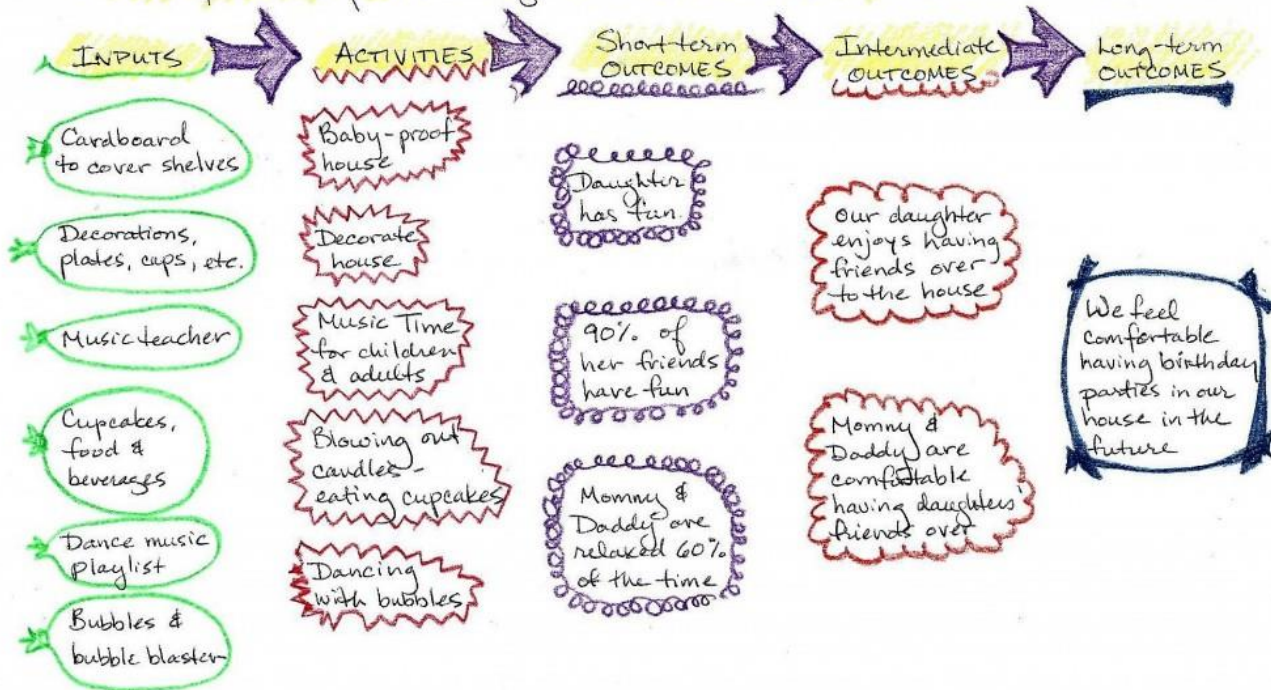 INPUTS
ACTIVITIES
Short-term
OUTCOMES
Intermediate
OUTCOMES
Long-term
OUTCOMES
Cardboard
to cover shelves
Decorations,
plates, cups, etc.
Music teacher
Cupcakes,
food &
beverages
Dance music
playlist
Bubbles &
bubble blaster
Baby-proof
house
Decorate
house
Music Time
for children
& adults
Blowing out
candles-
eating cupcakes
Dancing
with bubbles
Daughter
has fun.
90% of
her friends
have fun
Mommy &
Daddy are
relaxed 60%
of the time
Our daughter
enjoys having
friends over
to the house
Mommy &
Daddy are
comfortable
having daughters'
friends over
We feel
comfortable
having birthday
parties in our
house in the
future